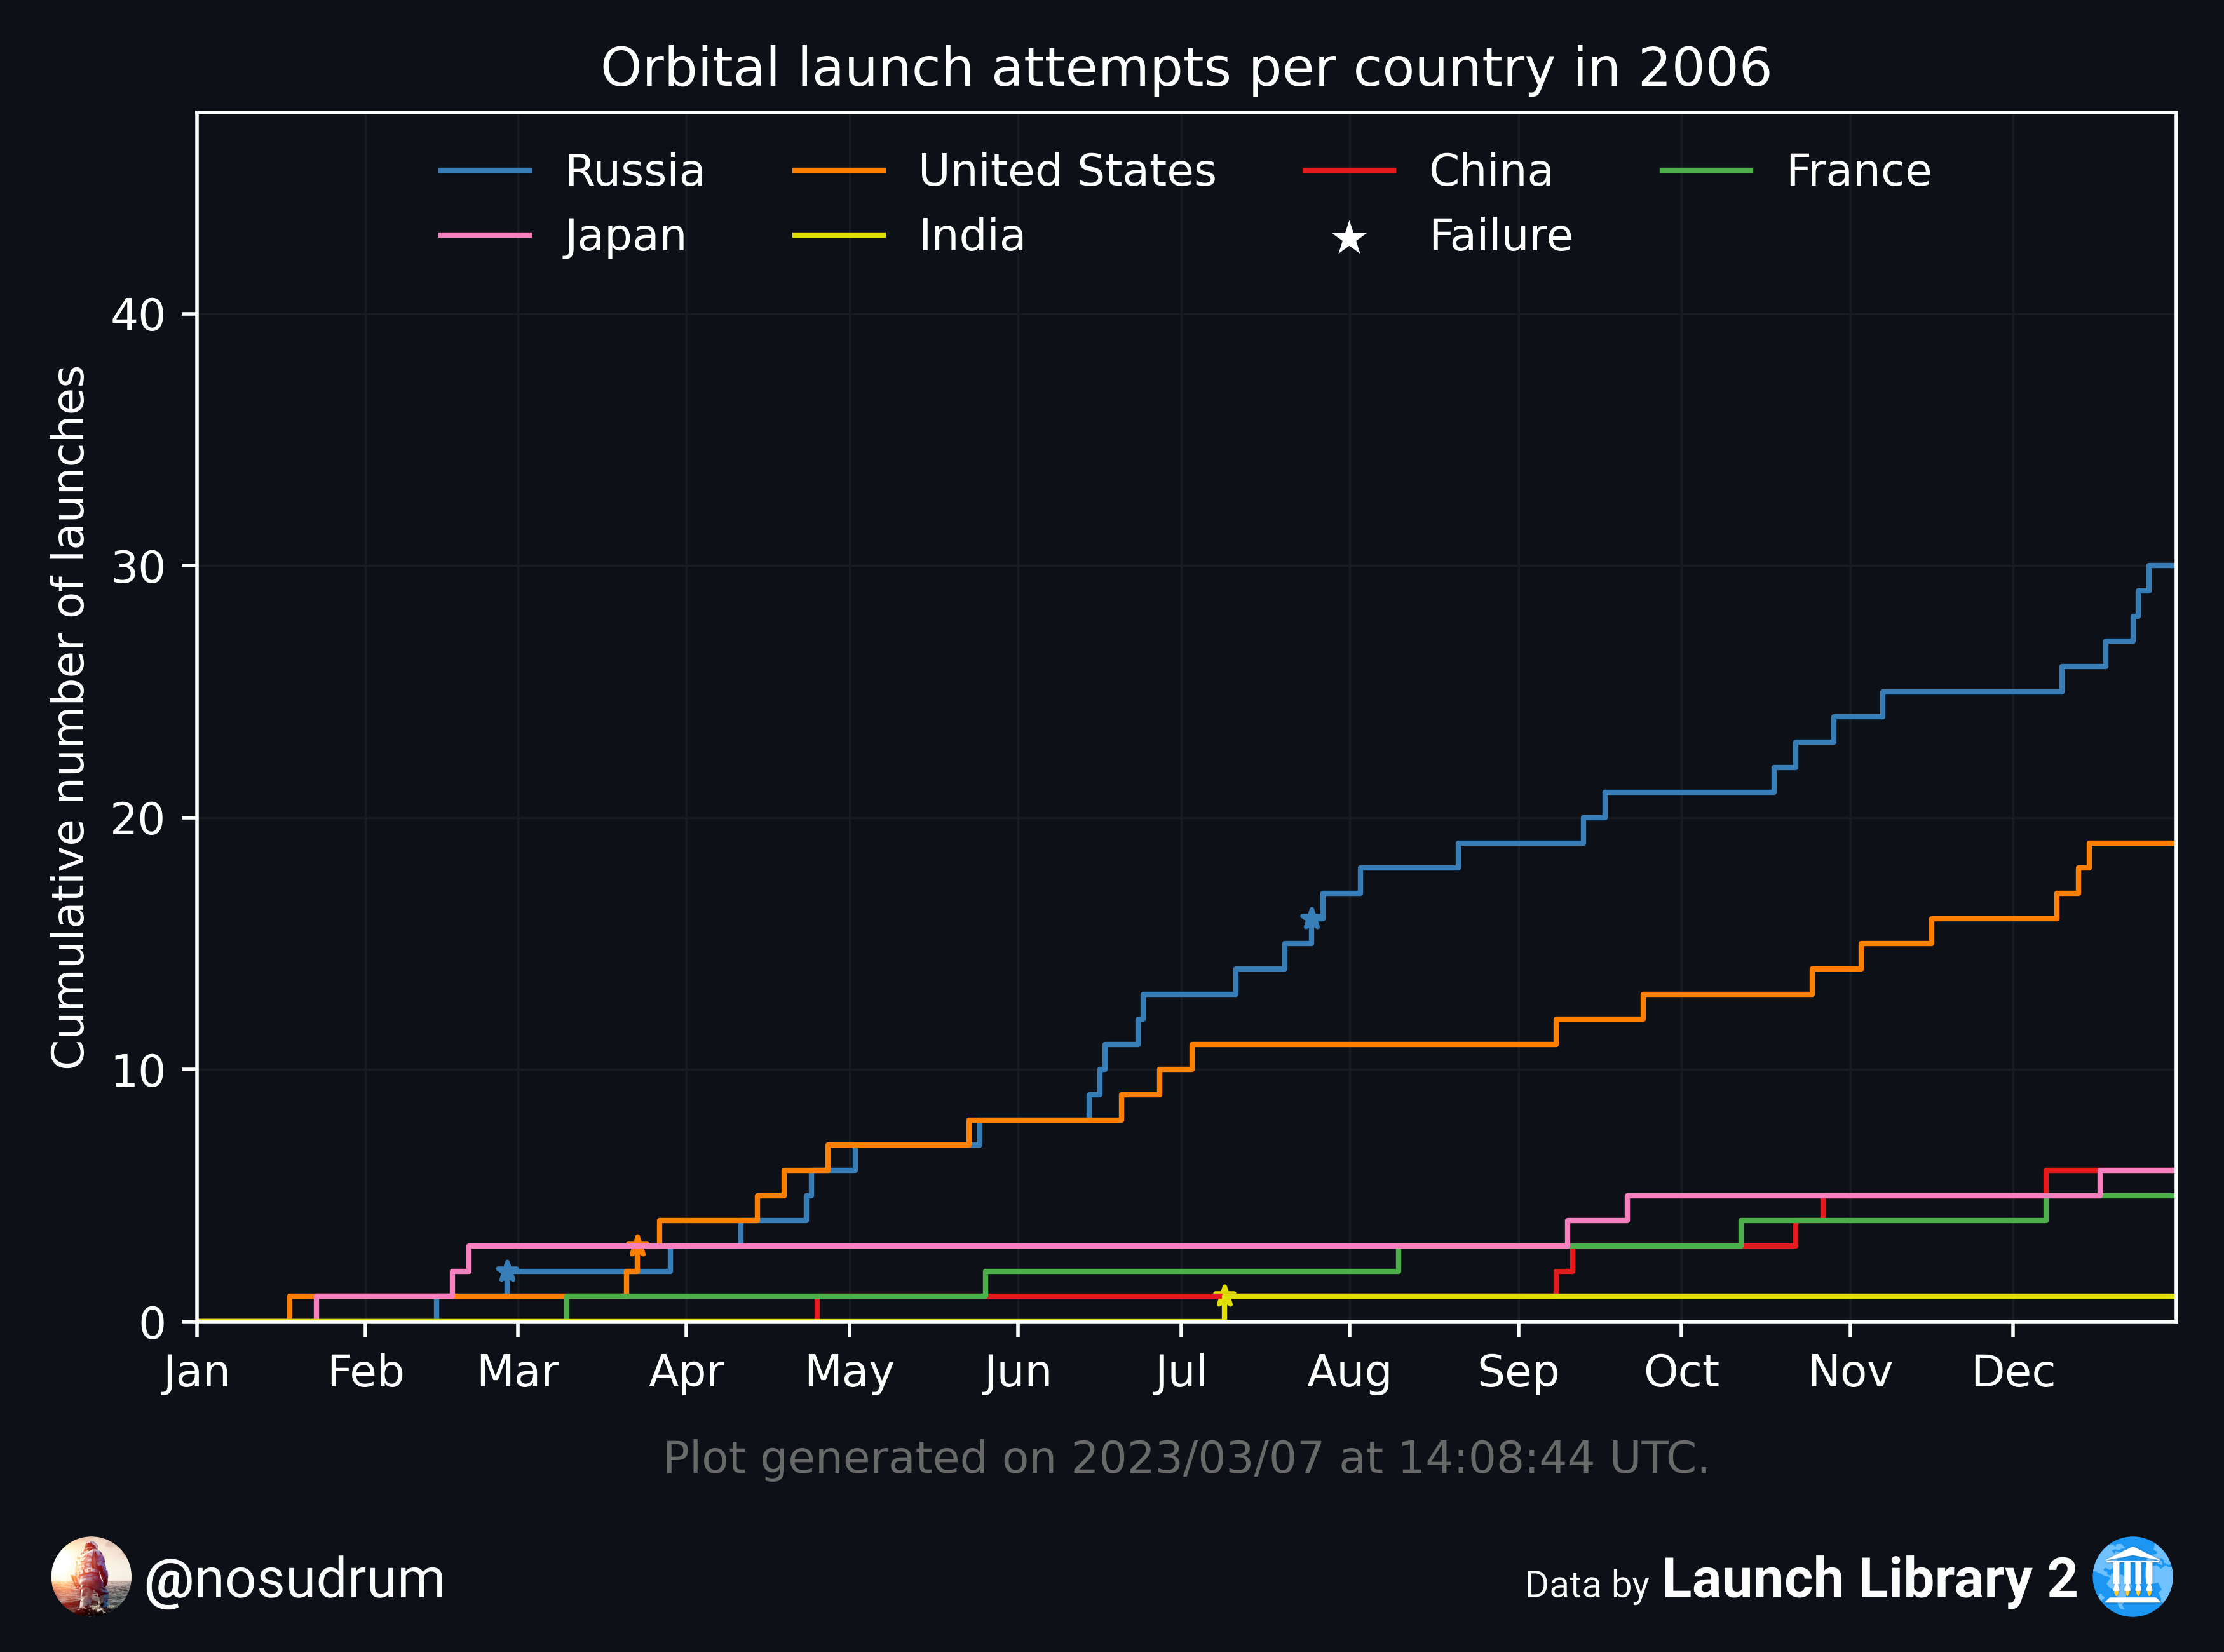 Orbital launch attempts per country in 2006
Russia United States China France
Japan India Failure
40
30
20
10
0
Cumulative number of launches
Jan Feb Mar Apr May Jun Jul Aug Sep Oct Nov Dec
Plot generated on 2023/03/07 at 14:08:44 UTC.
@nosudrum
Data by Launch Library 2